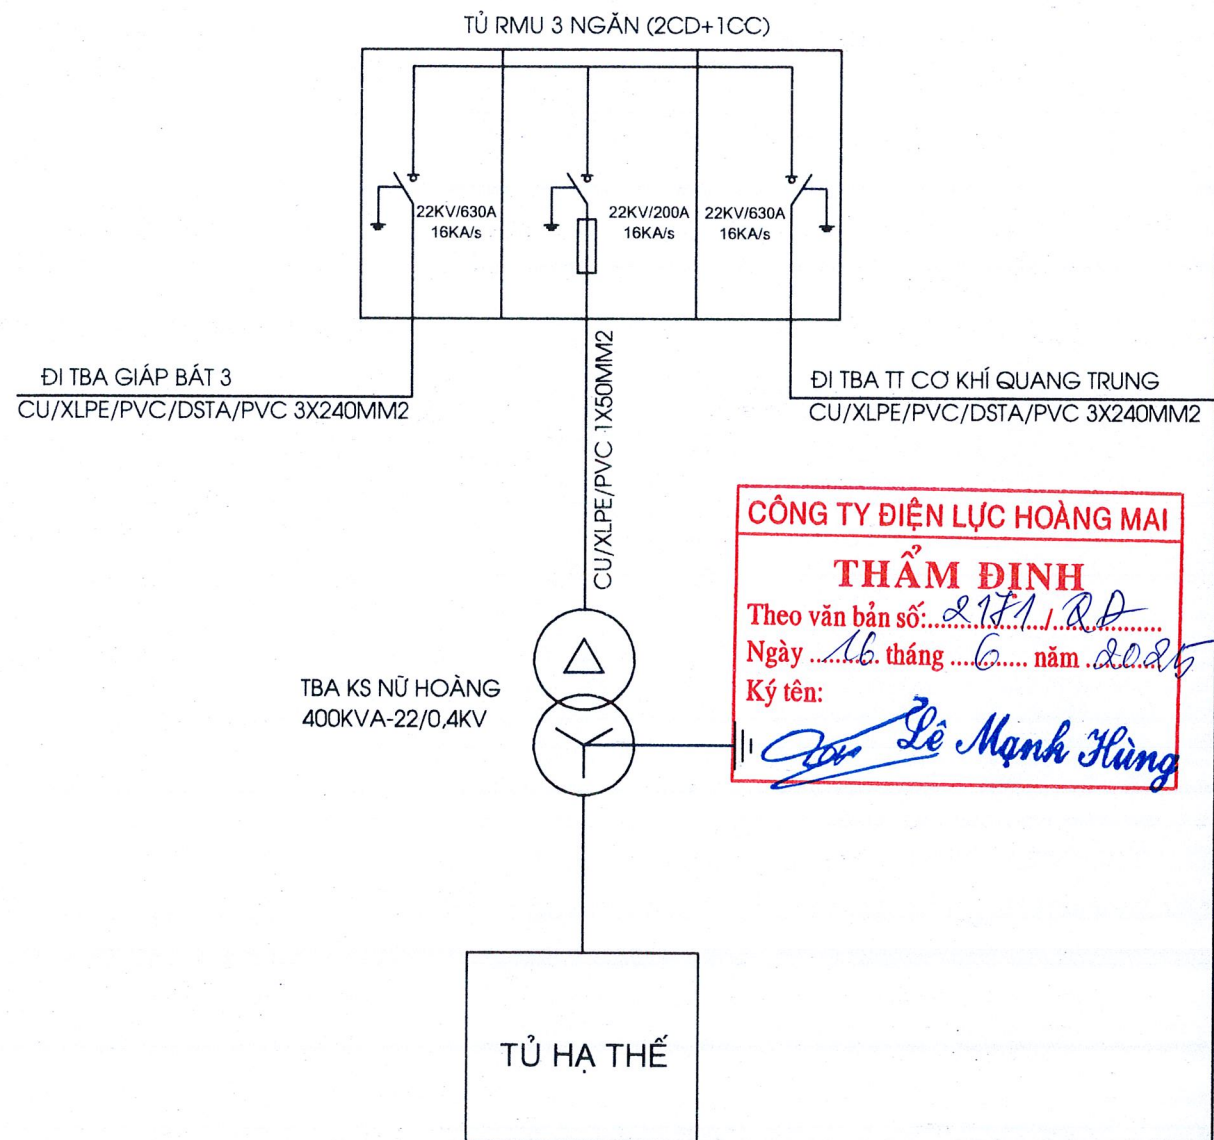 TỦ RMU 3 NGĂN (2CD+1CC)
22KV/630A
16KA/s
22KV/200A
16KA/s
22KV/630A
16KA/s
ĐI TBA GIÁP BÁT 3
CU/XLPE/PVC/DSTA/PVC 3X240MM2
CU/XLPE/PVC 1X50MM2
ĐI TBA TT CƠ KHÍ QUANG TRUNG
CU/XLPE/PVC/DSTA/PVC 3X240MM2
CÔNG TY ĐIỆN LỰC HOÀNG MAI
THẨM ĐỊNH
Theo văn bản số: 2171 / QĐ
Ngày 16 tháng 6 năm 2025
Ký tên:
Lê Mạnh Hùng
TBA KS NỮ HOÀNG
400KVA-22/0,4KV
TỦ HẠ THẾ